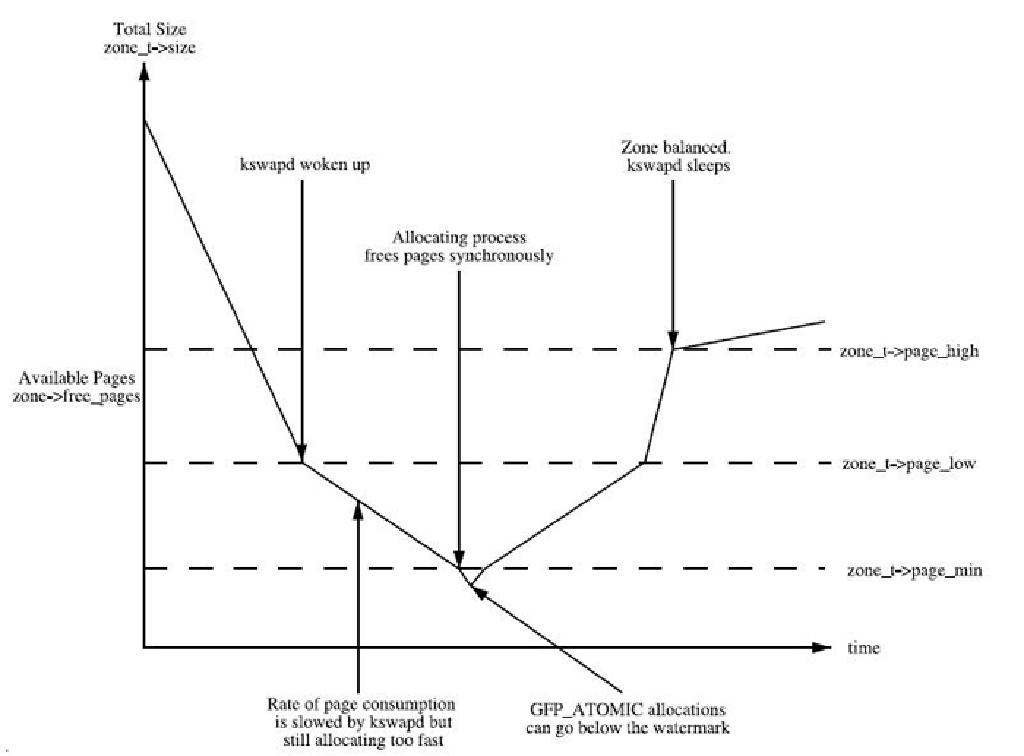 Total Size
zone_t->size
kswapd woken up
Zone balanced.
kswapd sleeps
Allocating process
frees pages synchronously
zone_t->page_high
Available Pages
zone->free_pages
zone_t->page_low
zone_t->page_min
time
Rate of page consumption
is slowed by kswapd but
still allocating too fast
GFP_ATOMIC allocations
can go below the watermark